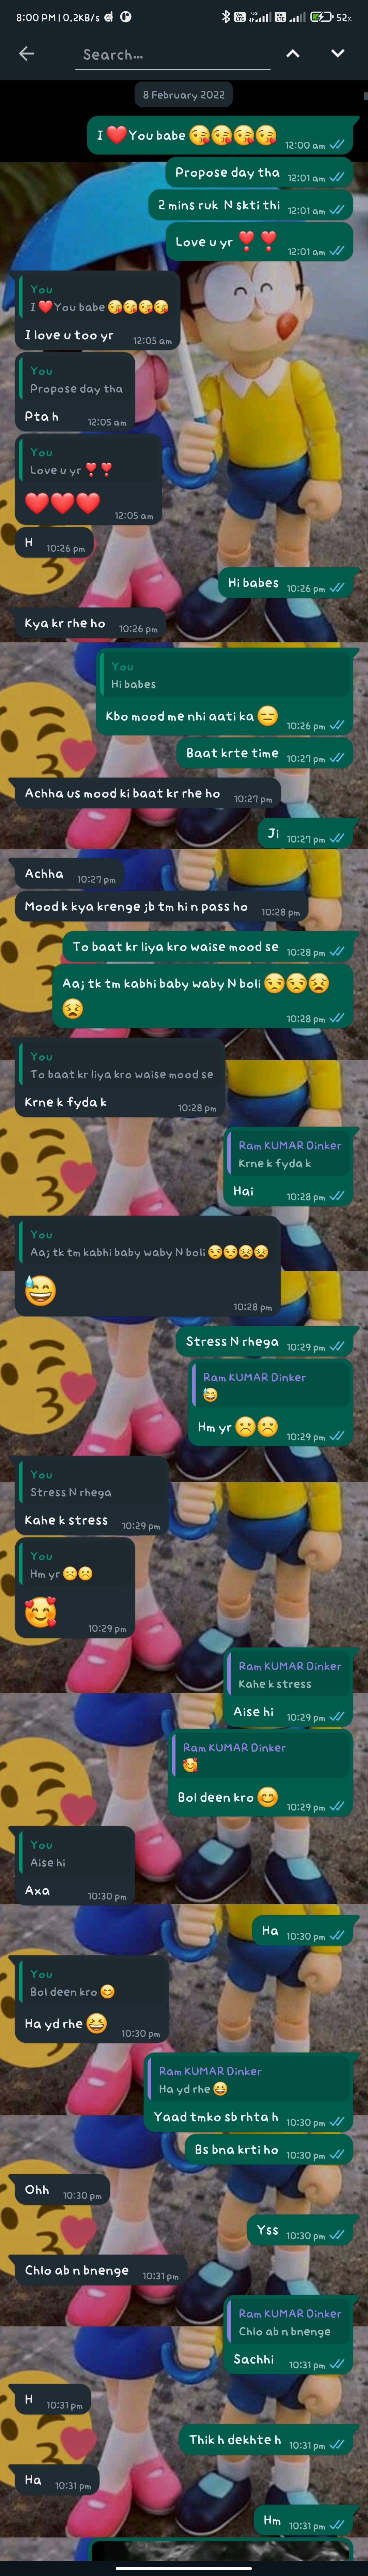 8:00 PM | 0.2KB/s
52%
Search...
8 February 2022
I ❤️You babe 😘😘😘😘
12:00 am
Propose day tha
12:01 am
2 mins ruk N skti thi
12:01 am
Love u yr ❣️❣️
12:01 am
You
I ❤️You babe 😘😘😘😘
I love u too yr
12:05 am
You
Propose day tha
Pta h
12:05 am
You
Love u yr ❣️❣️
❤️❤️❤️
12:05 am
H
10:26 pm
Hi babes
10:26 pm
Kya kr rhe ho
10:26 pm
You
Hi babes
Kbo mood me nhi aati ka 😑
10:26 pm
Baat krte time
10:27 pm
Achha us mood ki baat kr rhe ho
10:27 pm
Ji
10:27 pm
Achha
10:27 pm
Mood k kya krenge jb tm hi n pass ho
10:28 pm
To baat kr liya kro waise mood se
10:28 pm
Aaj tk tm kabhi baby waby N boli 😒😒😣
😣
10:28 pm
You
To baat kr liya kro waise mood se
Krne k fyda k
10:28 pm
Ram KUMAR Dinker
Krne k fyda k
Hai
10:28 pm
You
Aaj tk tm kabhi baby waby N boli 😒😒😣😣
😅
10:28 pm
Stress N rhega
10:29 pm
Ram KUMAR Dinker
😅
Hm yr ☹️☹️
10:29 pm
You
Stress N rhega
Kahe k stress
10:29 pm
You
Hm yr ☹️☹️
🥰
10:29 pm
Ram KUMAR Dinker
Kahe k stress
Aise hi
10:29 pm
Ram KUMAR Dinker
🥰
Bol deen kro 😊
10:29 pm
You
Aise hi
Axa
10:30 pm
Ha
10:30 pm
You
Bol deen kro 😊
Ha yd rhe 😆
10:30 pm
Ram KUMAR Dinker
Ha yd rhe 😆
Yaad tmko sb rhta h
10:30 pm
Bs bna krti ho
10:30 pm
Ohh
10:30 pm
Yss
10:30 pm
Chlo ab n bnenge
10:31 pm
Ram KUMAR Dinker
Chlo ab n bnenge
Sachhi
10:31 pm
H
10:31 pm
Thik h dekhte h
10:31 pm
Ha
10:31 pm
Hm
10:31 pm